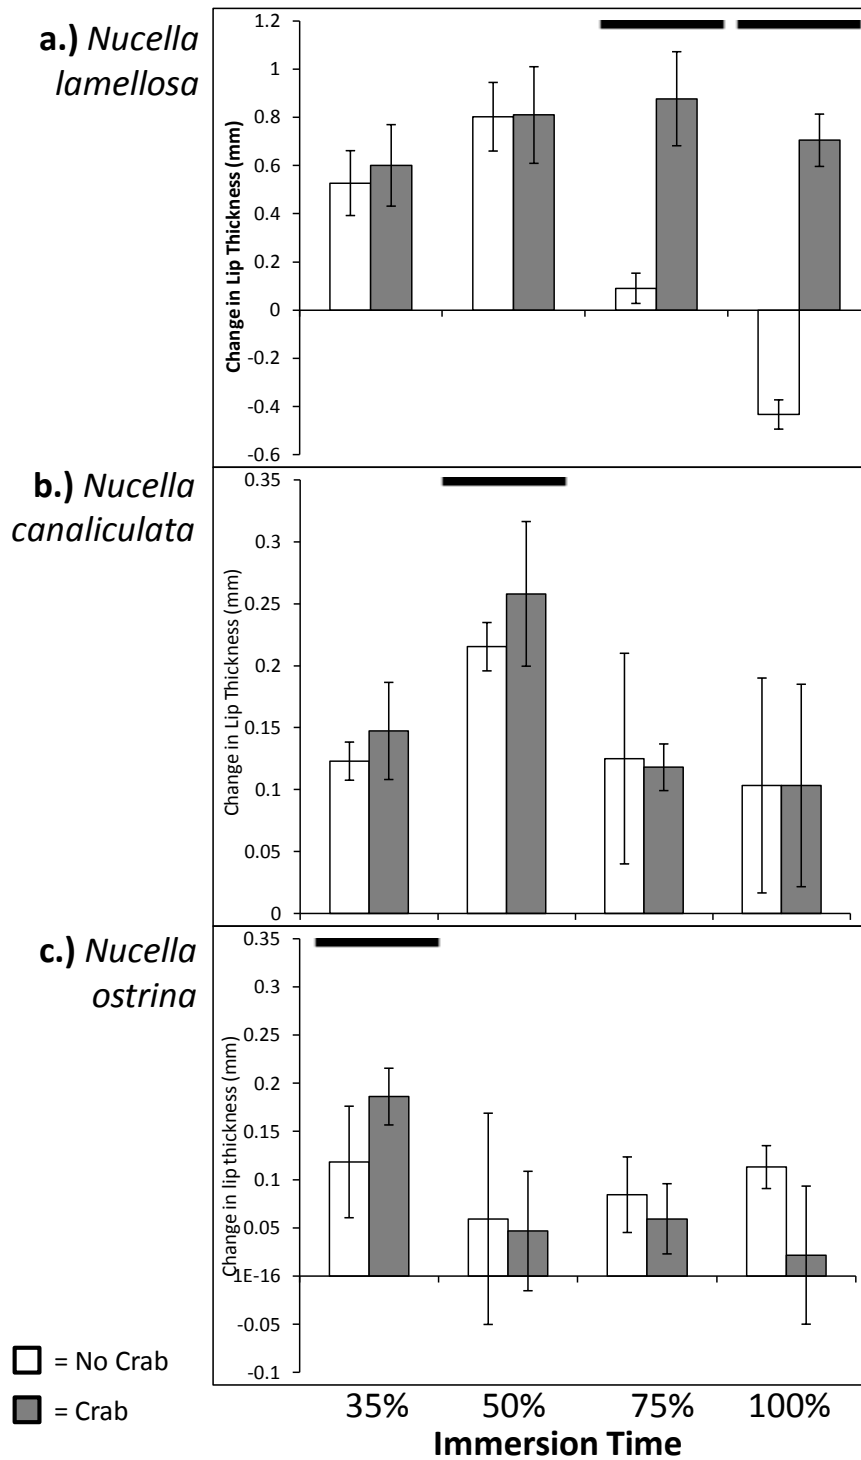 a.) Nucella
lamellosa
Change in Lip Thickness (mm)
1.2
1
0.8
0.6
0.4
0.2
0
-0.2
-0.4
-0.6
b.) Nucella
canaliculata
Change in Lip Thickness (mm)
0.35
0.3
0.25
0.2
0.15
0.1
0.05
0
c.) Nucella
ostrina
Change in lip thickness (mm)
0.35
0.3
0.25
0.2
0.15
0.1
0.05
1E-16
-0.05
-0.1
= No Crab
= Crab
35% 50% 75% 100%
Immersion Time